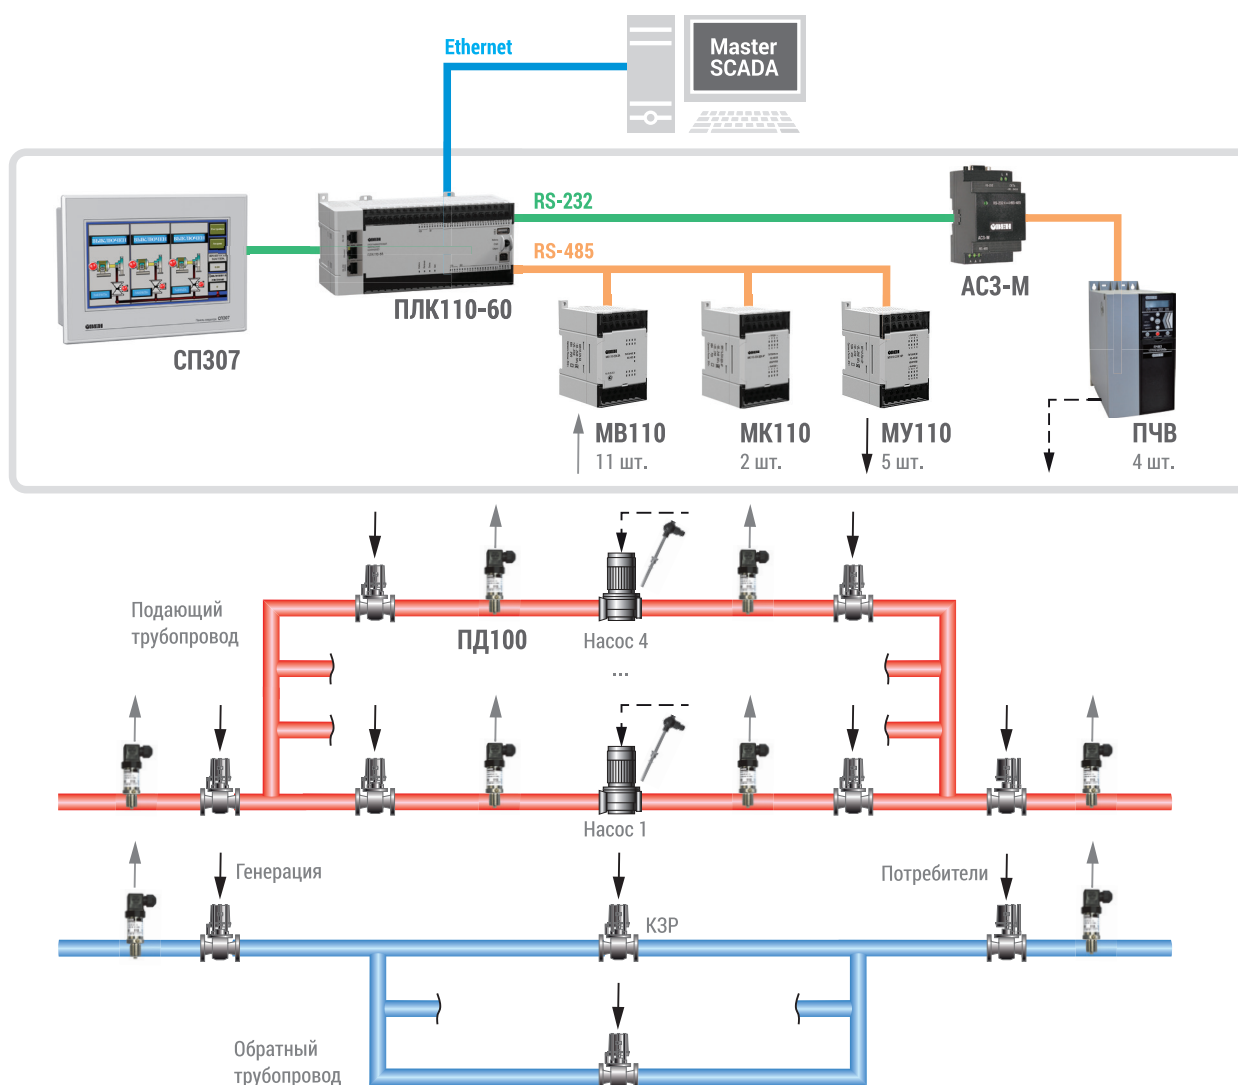 Ethernet
Master
SCADA
RS-232
RS-485
СП307
ПЛК110-60
АС3-М
МВ110
11 шт.
МК110
2 шт.
МУ110
5 шт.
ПЧВ
4 шт.
Подающий
трубопровод
ПД100
Насос 4
...
Насос 1
Генерация
Потребители
КЗР
Обратный
трубопровод